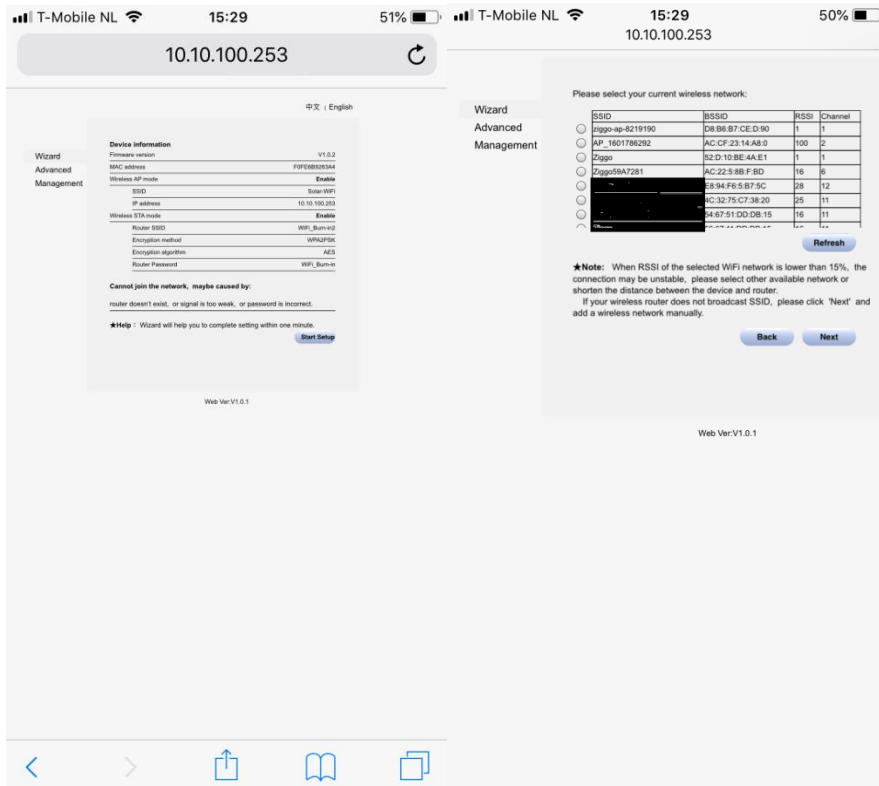 T-Mobile NL 15:29 51%
10.10.100.253
中文 | English
Wizard
Advanced
Management
Device information
Firmware version V1.0.2
MAC address
Wireless AP mode Enable
SSID Solar-WiFi
IP address 10.10.100.253
Wireless STA mode Enable
Router SSID WiFi_Burn-in2
Encryption method WPA2PSK
Encryption algorithm AES
Router Password WiFi_Burn-in
Cannot join the network, maybe caused by:
router doesn't exist, or signal is too weak, or password is incorrect.
★Help : Wizard will help you to complete setting within one minute.
Start Setup
Web Ver:V1.0.1
T-Mobile NL 15:29 50%
10.10.100.253
Wizard
Advanced
Management
Please select your current wireless network:
SSID BSSID RSSI Channel
ziggo-ap-8219190 D8:B6:B7:CE:D:90 1 1
AP_1601786292 AC:CF:23:14:A8:0 100 2
Ziggo 52:D:10:BE:4A:E1 1 1
Ziggo59A7281 AC:22:5:8B:F:BD 16 6
E8:94:F6:5:B7:5C 28 12
4C:32:75:C7:38:20 25 11
54:67:51:DD:DB:15 16 11
Refresh
★Note: When RSSI of the selected WiFi network is lower than 15%, the
connection may be unstable, please select other available network or
shorten the distance between the device and router.
If your wireless router does not broadcast SSID, please click 'Next' and
add a wireless network manually.
Back Next
Web Ver:V1.0.1